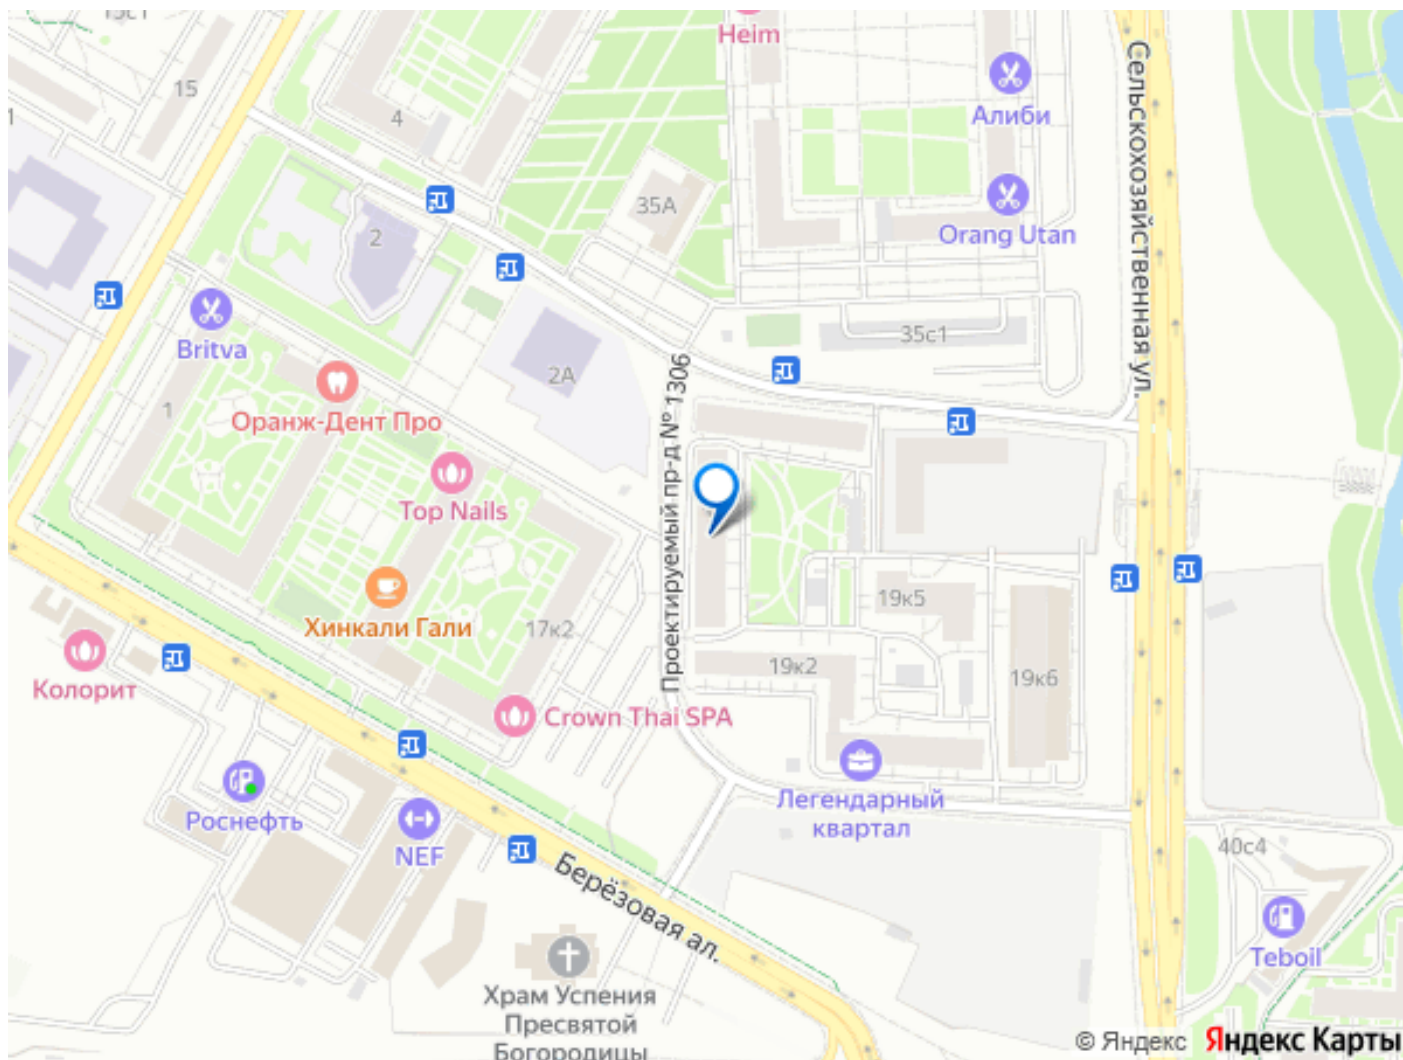 15с1
Heim
15
4
1
Алиби
Сельскохозяйственная ул.
35А
Orang Utan
2
Britva
35с1
2А
Оранж-Дент Про
1
Проектируемый пр-д № 1306
Top Nails
19к5
Хинкали Гали
17к2
19к2
19к6
Колорит
Crown Thai SPA
Легендарный
квартал
Роснефть
NEF
40с4
Берёзовая ал.
Teboil
Храм Успения
Пресвятой
Богородицы
© Яндекс Яндекс Карты